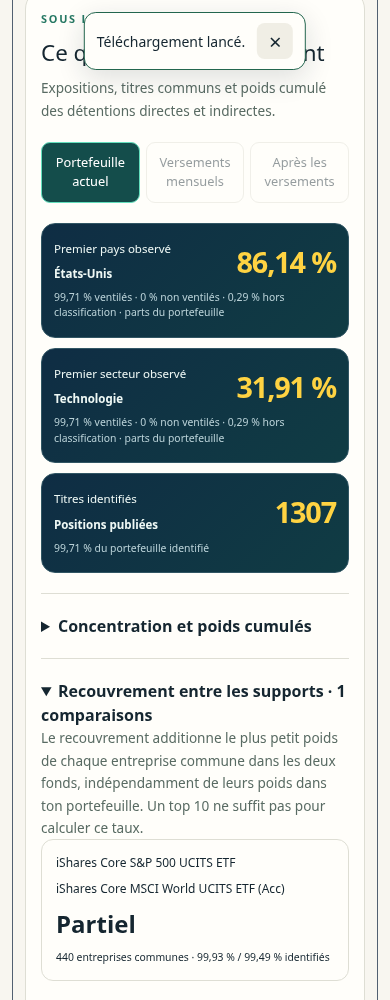 SOUS L
Téléchargement lancé.
×
Ce q nt
Expositions, titres communs et poids cumulé
des détentions directes et indirectes.
Portefeuille
actuel
Versements
mensuels
Après les
versements
Premier pays observé
États-Unis
86,14 %
99,71 % ventilés · 0 % non ventilés · 0,29 % hors
classification · parts du portefeuille
Premier secteur observé
Technologie
31,91 %
99,71 % ventilés · 0 % non ventilés · 0,29 % hors
classification · parts du portefeuille
Titres identifiés
Positions publiées
1307
99,71 % du portefeuille identifié
Concentration et poids cumulés
Recouvrement entre les supports · 1
comparaisons
Le recouvrement additionne le plus petit poids
de chaque entreprise commune dans les deux
fonds, indépendamment de leurs poids dans
ton portefeuille. Un top 10 ne suffit pas pour
calculer ce taux.
iShares Core S&P 500 UCITS ETF
iShares Core MSCI World UCITS ETF (Acc)
Partiel
440 entreprises communes · 99,93 % / 99,49 % identifiés